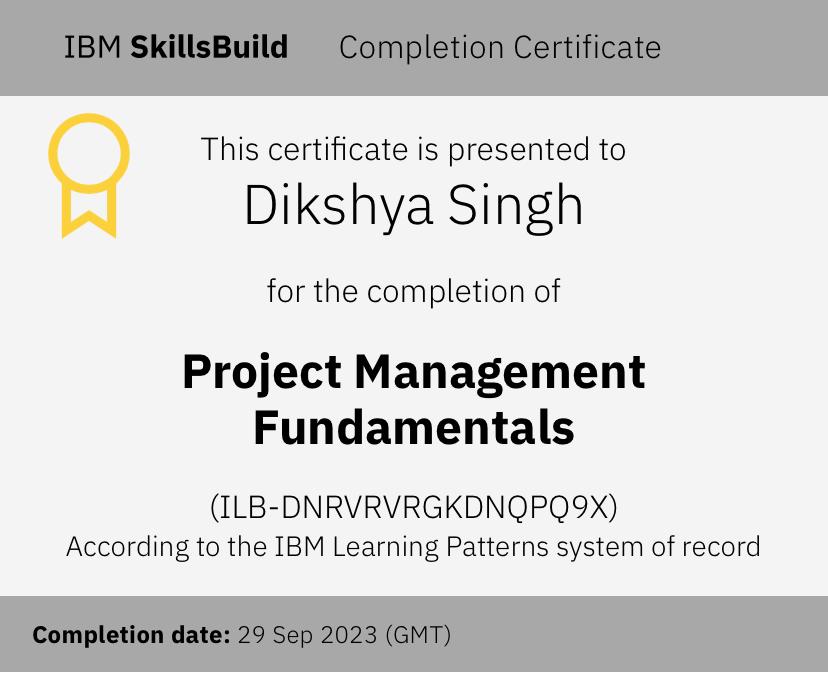 IBM SkillsBuild Completion Certificate
This certificate is presented to
Dikshya Singh
for the completion of
Project Management
Fundamentals
(ILB-DNRVRVRGKDNQPQ9X)
According to the IBM Learning Patterns system of record
Completion date: 29 Sep 2023 (GMT)